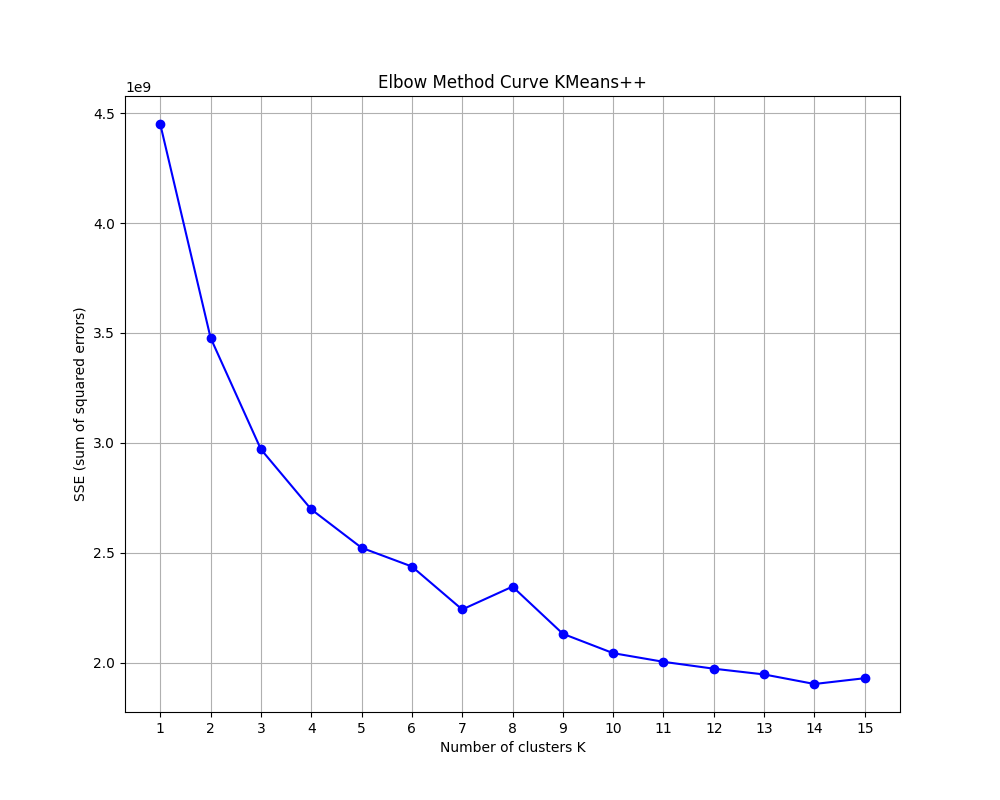 Elbow Method Curve KMeans++
1e9
4.5
4.0
3.5
3.0
2.5
2.0
SSE (sum of squared errors)
1 2 3 4 5 6 7 8 9 10 11 12 13 14 15
Number of clusters K